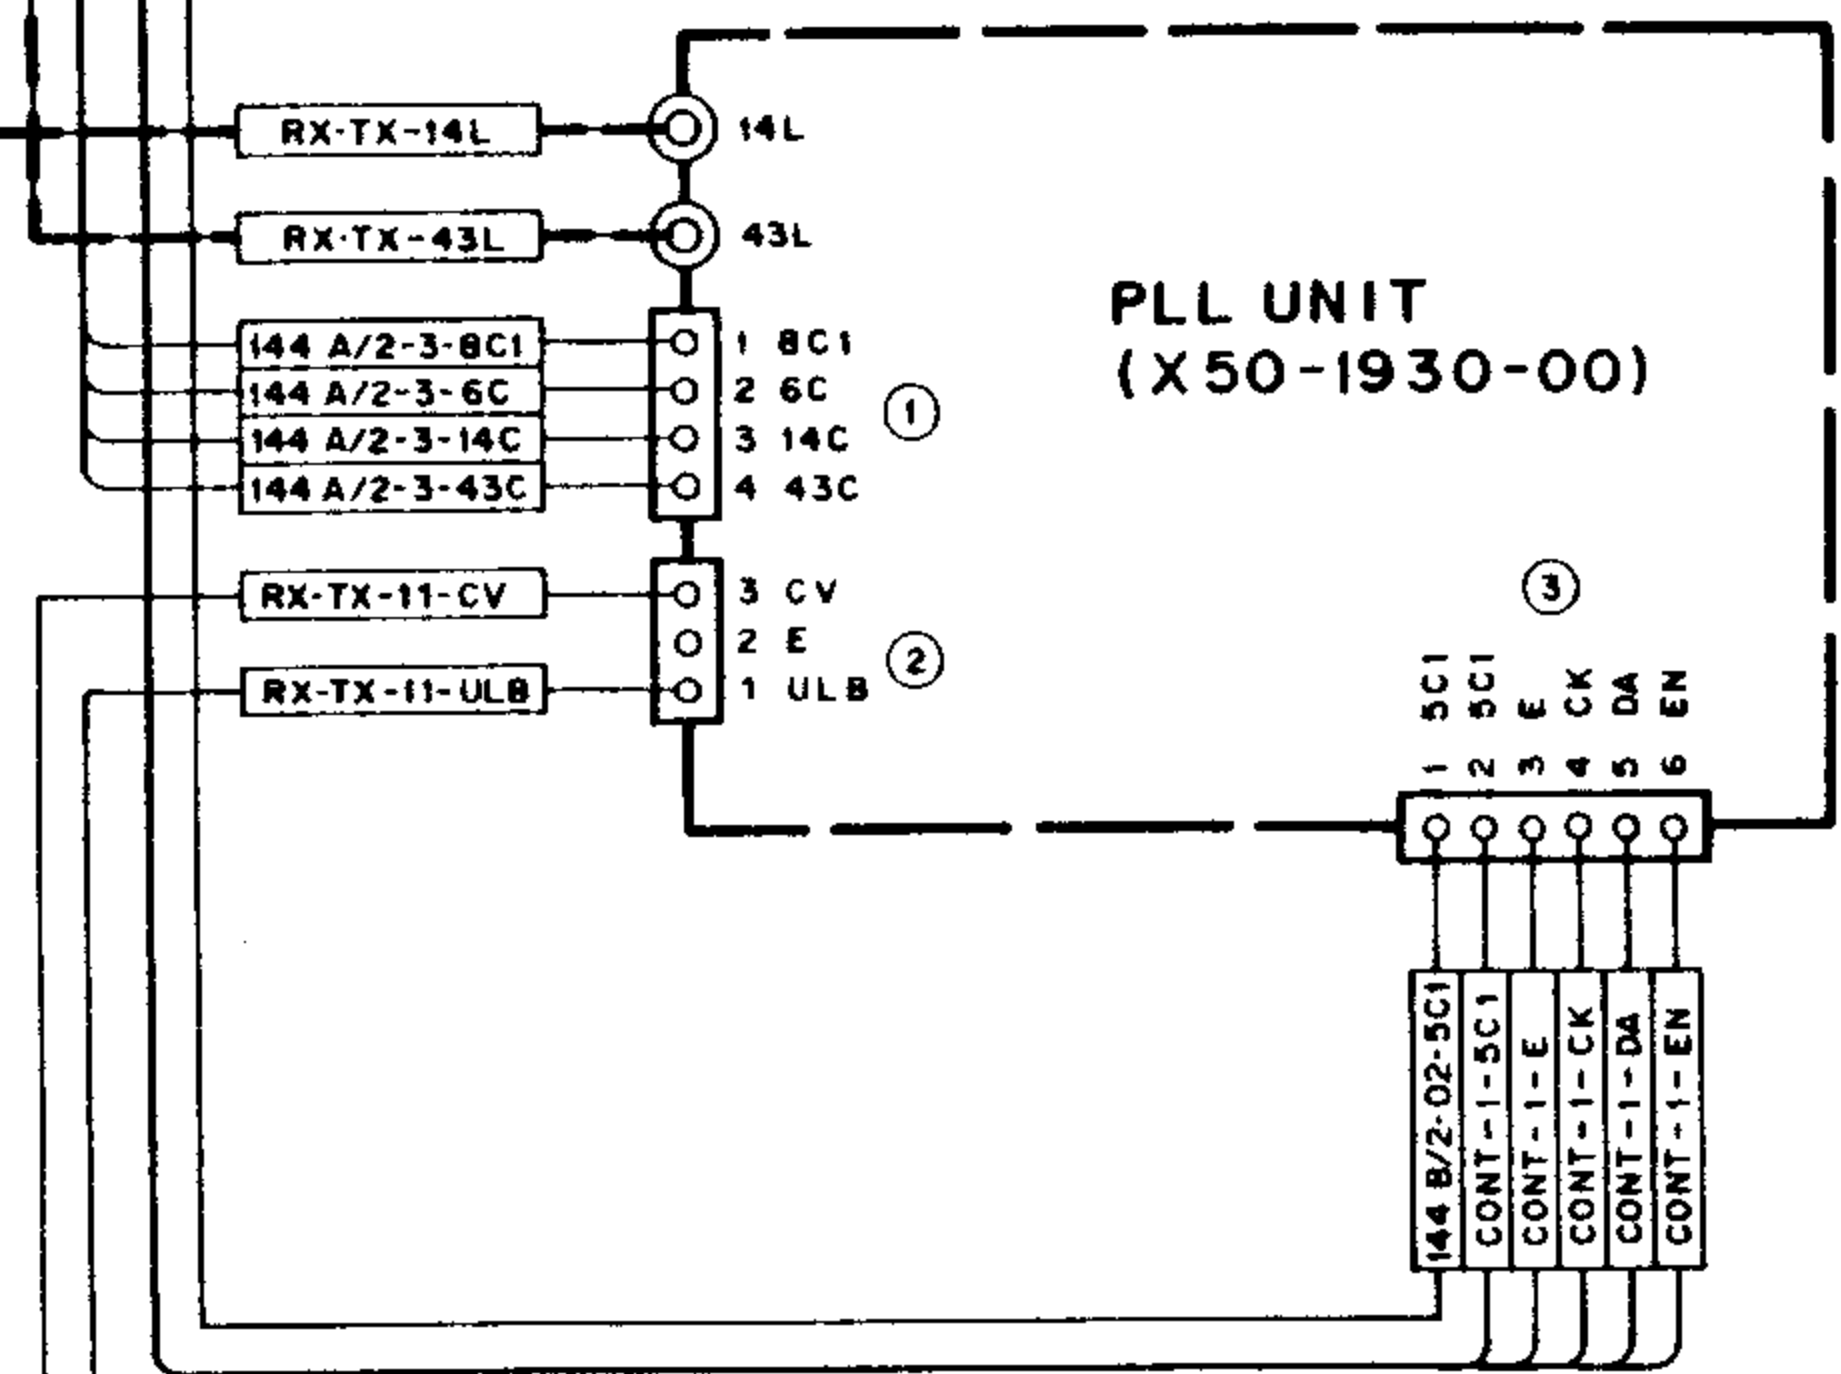 RX-TX-14L
14L
RX-TX-43L
43L
PLL UNIT
(X50-1930-00)
144 A/2-3-8C1
1 8C1
144 A/2-3-6C
2 6C
144 A/2-3-14C
3 14C
144 A/2-3-43C
4 43C
1
RX-TX-11-CV
3 CV
2 E
RX-TX-11-ULB
1 ULB
2
3
1 5C1
2 5C1
3 E
4 CK
5 DA
6 EN
144 B/2-02-5C1
CONT-1-5C1
CONT-1-E
CONT-1-CK
CONT-1-DA
CONT-1-EN